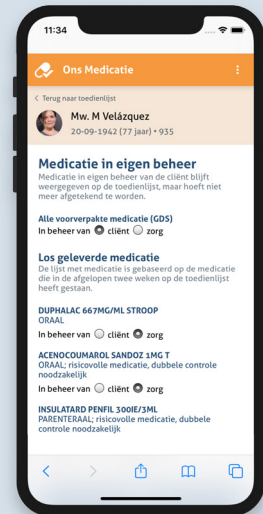 11:34
Ons Medicatie
< Terug naar toedienlijst
Mw. M Velázquez
20-09-1942 (77 jaar) • 935
Medicatie in eigen beheer
Medicatie in eigen beheer van de cliënt blijft
weergegeven op de toedienlijst, maar hoeft niet
meer afgetekend te worden.
Alle voorverpakte medicatie (GDS)
In beheer van cliënt zorg
Los geleverde medicatie
De lijst met medicatie is gebaseerd op de medicatie
die in de afgelopen twee weken op de toedienlijst
heeft gestaan.
DUPHALAC 667MG/ML STROOP
ORAAL
In beheer van cliënt zorg
ACENOCOUMAROL SANDOZ 1MG T
ORAAL; risicovolle medicatie, dubbele controle
noodzakelijk
In beheer van cliënt zorg
INSULATARD PENFIL 300IE/3ML
PARENTERAAL; risicovolle medicatie, dubbele
controle noodzakelijk